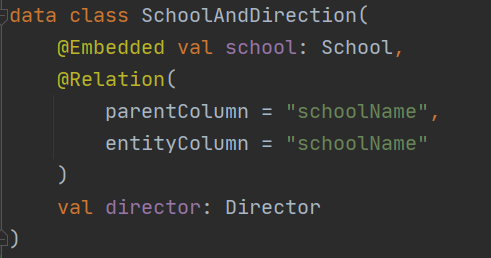 data class SchoolAndDirection(
    @Embedded val school: School,
    @Relation(
        parentColumn = "schoolName",
        entityColumn = "schoolName"
    )
    val director: Director
)